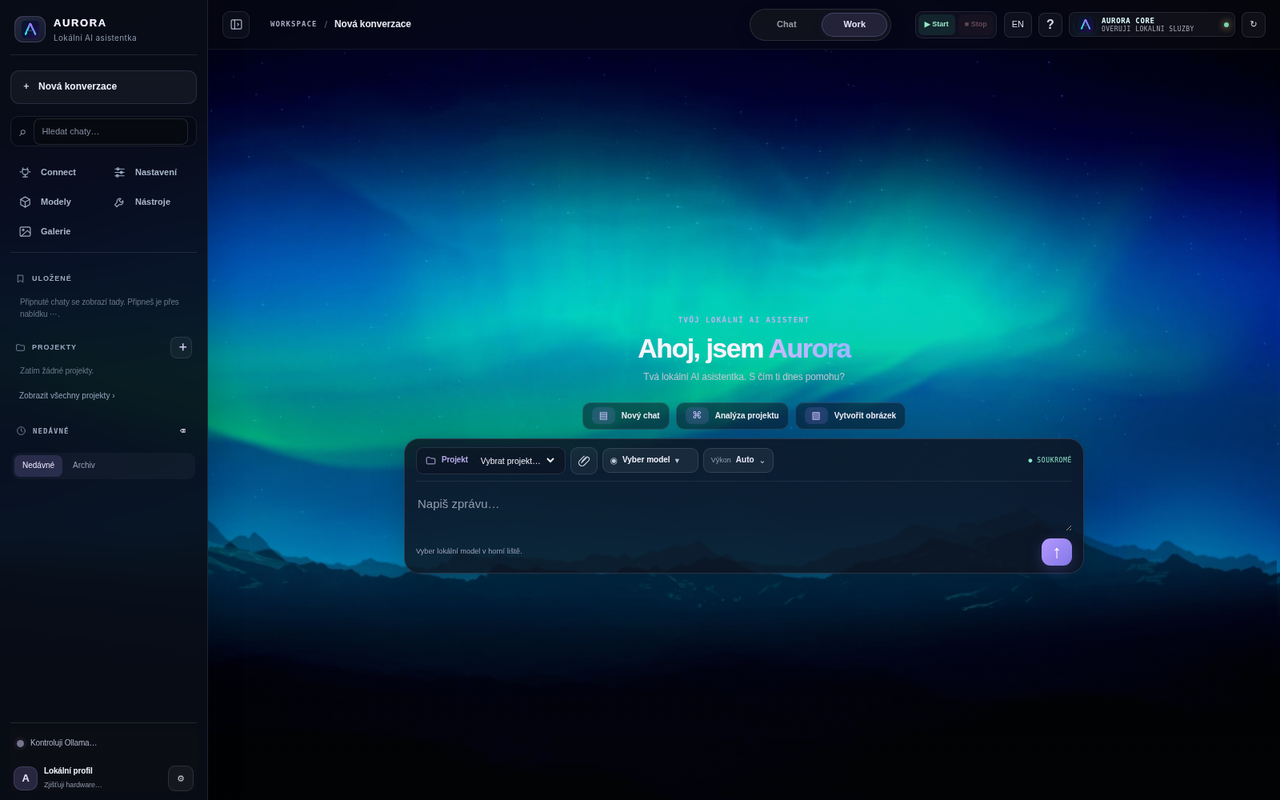 AURORA
Lokální AI asistentka
+ Nová konverzace
Hledat chaty…
Connect
Nastavení
Modely
Nástroje
Galerie
ULOŽENÉ
Připnuté chaty se zobrazí tady. Připneš je přes
nabídku ···.
PROJEKTY
+
Zatím žádné projekty.
Zobrazit všechny projekty ›
NEDÁVNÉ
Nedávné
Archiv
Kontroluji Ollama…
A
Lokální profil
Zjišťuji hardware…
WORKSPACE / Nová konverzace
Chat
Work
▶ Start
■ Stop
EN
?
AURORA CORE
OVERUJI LOKALNI SLUZBY
↻
TVŮJ LOKÁLNÍ AI ASISTENT
Ahoj, jsem Aurora
Tvá lokální AI asistentka. S čím ti dnes pomohu?
Nový chat
⌘ Analýza projektu
Vytvořit obrázek
Projekt
Vybrat projekt…
Vyber model ▾
Výkon Auto
● SOUKROMÉ
Napiš zprávu…
Vyber lokální model v horní liště.
↑